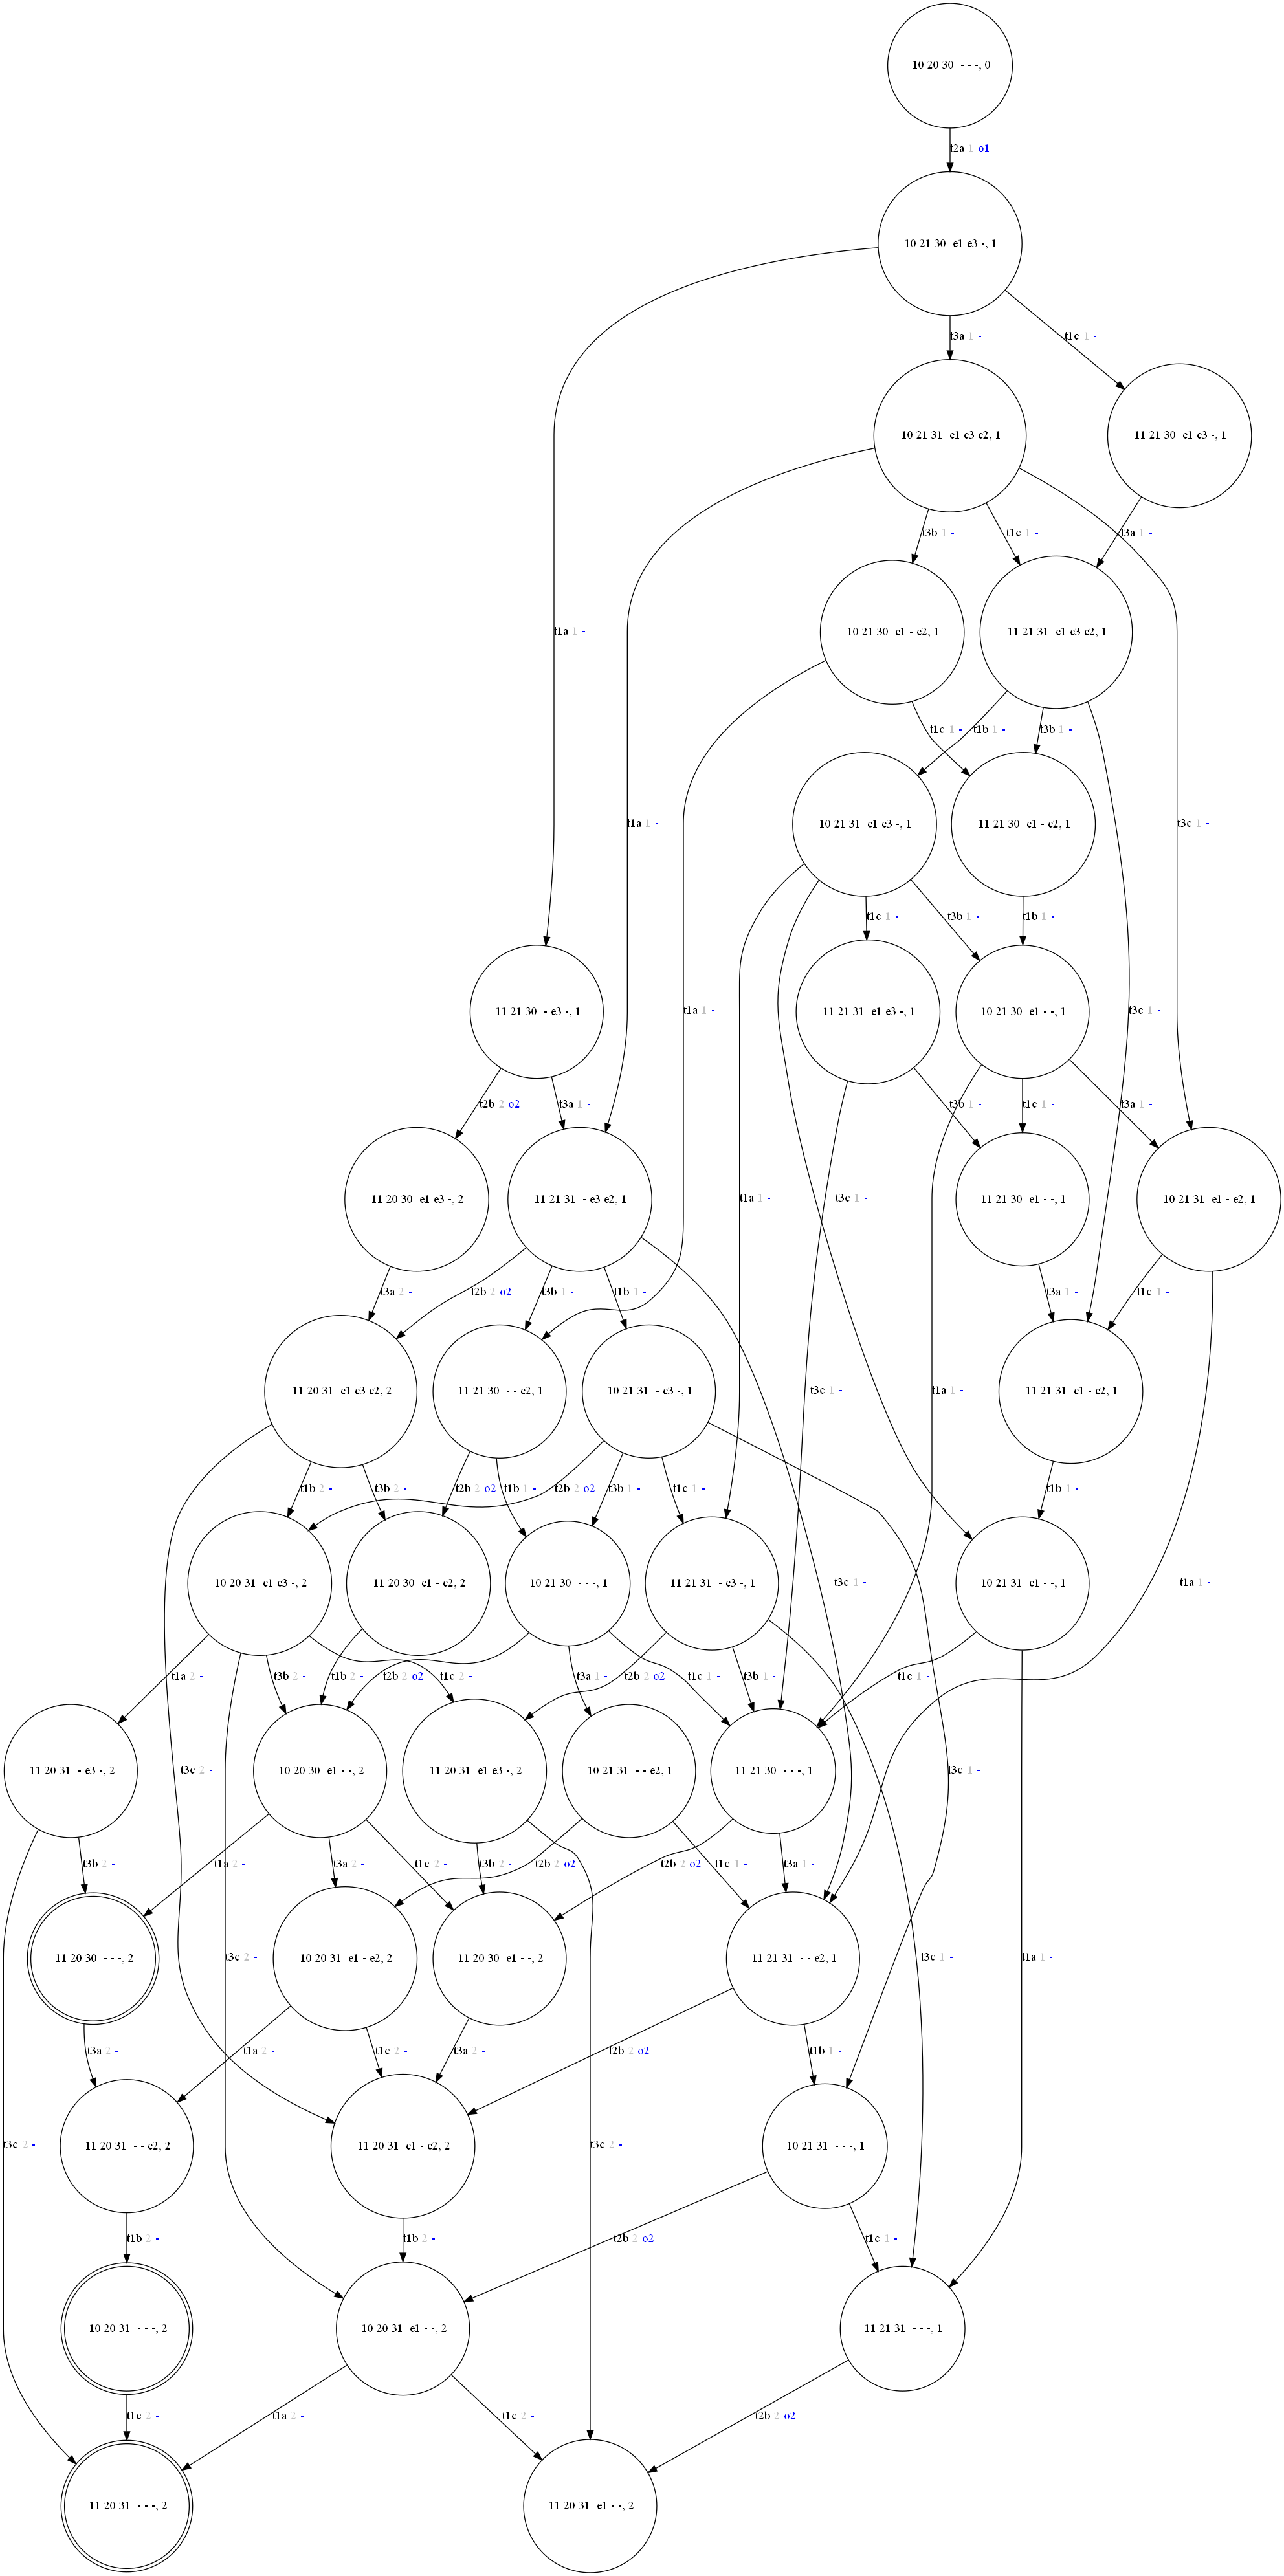 10 20 30 - - -, 0
t2a 1 o1
10 21 30 e1 e3 -, 1
t3a 1 -
t1c 1 -
10 21 31 e1 e3 e2, 1
11 21 30 e1 e3 -, 1
t3b 1 -
t1c 1 -
t3a 1 -
t1a 1 -
10 21 30 e1 - e2, 1
11 21 31 e1 e3 e2, 1
t1c 1 -
t1b 1 -
t3b 1 -
t1a 1 -
10 21 31 e1 e3 -, 1
11 21 30 e1 - e2, 1
t3c 1 -
t1c 1 -
t3b 1 -
t1b 1 -
11 21 30 - e3 -, 1
t1a 1 -
11 21 31 e1 e3 -, 1
10 21 30 e1 - -, 1
t3c 1 -
t2b 2 o2
t3a 1 -
t3b 1 -
t1c 1 -
t3a 1 -
11 20 30 e1 e3 -, 2
11 21 31 - e3 e2, 1
t1a 1 -
t3c 1 -
11 21 30 e1 - -, 1
10 21 31 e1 - e2, 1
t3a 2 -
t2b 2 o2
t3b 1 -
t1b 1 -
t3a 1 -
t1c 1 -
11 20 31 e1 e3 e2, 2
11 21 30 - - e2, 1
10 21 31 - e3 -, 1
t3c 1 -
t1a 1 -
11 21 31 e1 - e2, 1
t1b 2 -
t3b 2 -
t2b 2 o2
t1b 1 -
t2b 2 o2
t3b 1 -
t1c 1 -
t1b 1 -
10 20 31 e1 e3 -, 2
11 20 30 e1 - e2, 2
10 21 30 - - -, 1
11 21 31 - e3 -, 1
t3c 1 -
10 21 31 e1 - -, 1
t1a 1 -
t1a 2 -
t3b 2 -
t1b 2 -
t2b 2 o2
t1c 2 -
t3a 1 -
t2b 2 o2
t1c 1 -
t3b 1 -
t1c 1 -
11 20 31 - e3 -, 2
t3c 2 -
10 20 30 e1 - -, 2
11 20 31 e1 e3 -, 2
10 21 31 - - e2, 1
11 21 30 - - -, 1
t3c 1 -
t3b 2 -
t1a 2 -
t3a 2 -
t1c 2 -
t3b 2 -
t2b 2 o2
t2b 2 o2
t1c 1 -
t3a 1 -
11 20 30 - - -, 2
t3c 2 -
10 20 31 e1 - e2, 2
11 20 30 e1 - -, 2
11 21 31 - - e2, 1
t3c 1 -
t1a 1 -
t3a 2 -
t1a 2 -
t1c 2 -
t3a 2 -
t2b 2 o2
t1b 1 -
t3c 2 -
11 20 31 - - e2, 2
11 20 31 e1 - e2, 2
t3c 2 -
10 21 31 - - -, 1
t1b 2 -
t1b 2 -
t2b 2 o2
t1c 1 -
10 20 31 - - -, 2
10 20 31 e1 - -, 2
11 21 31 - - -, 1
t1c 2 -
t1a 2 -
t1c 2 -
t2b 2 o2
11 20 31 - - -, 2
11 20 31 e1 - -, 2